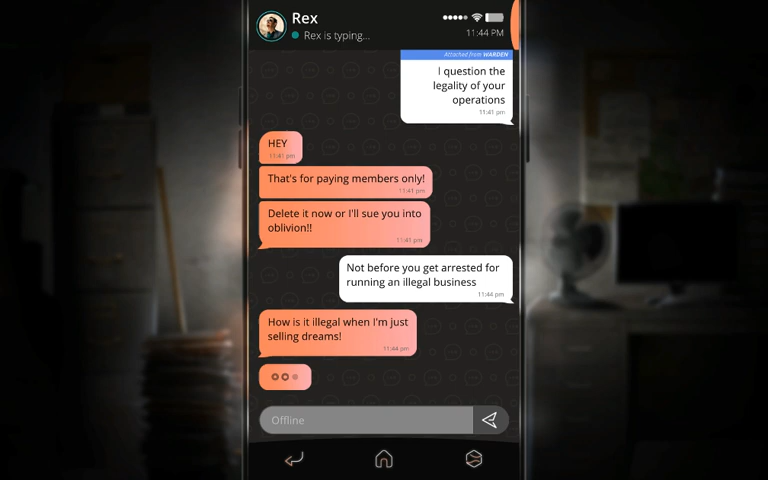 Rex
Rex is typing...
11:44 PM
Attached from WARDEN
I question the
legality of your
operations
11:41 pm
HEY
11:41 pm
That's for paying members only!
11:41 pm
Delete it now or I'll sue you into
oblivion!!
11:41 pm
Not before you get arrested for
running an illegal business
11:44 pm
How is it illegal when I'm just
selling dreams!
11:44 pm
Offline